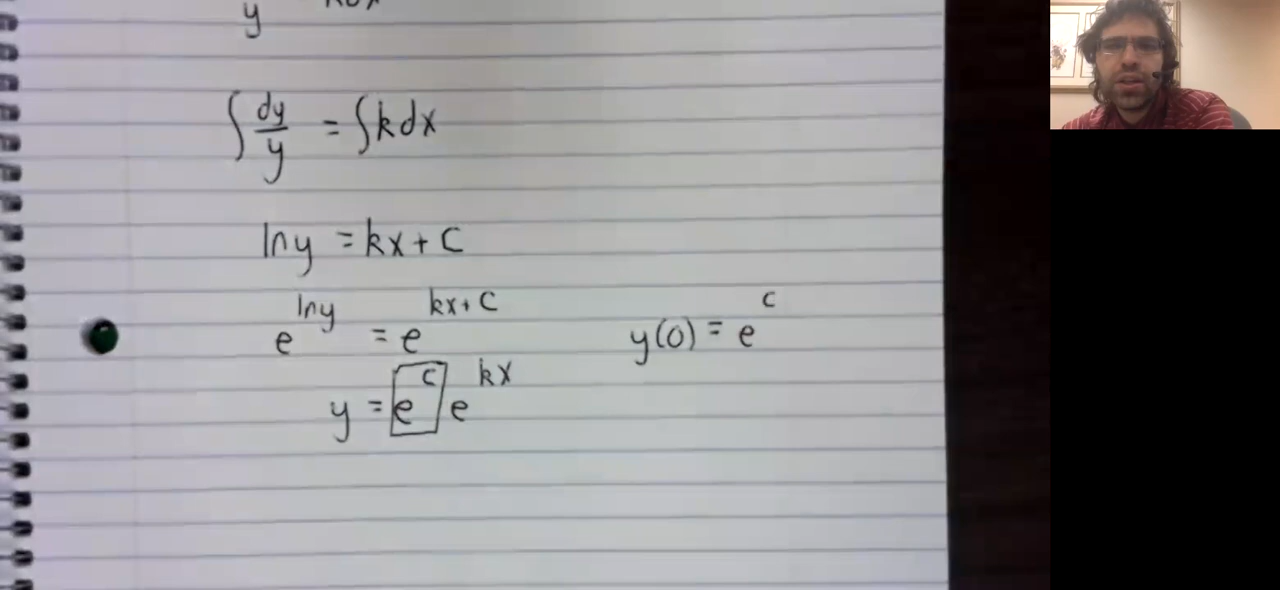 y
∫ dy/y = ∫ k dx
ln y = kx + C
e^{ln y} = e^{kx + C}
y(0) = e^c
y = e^c e^{kx}